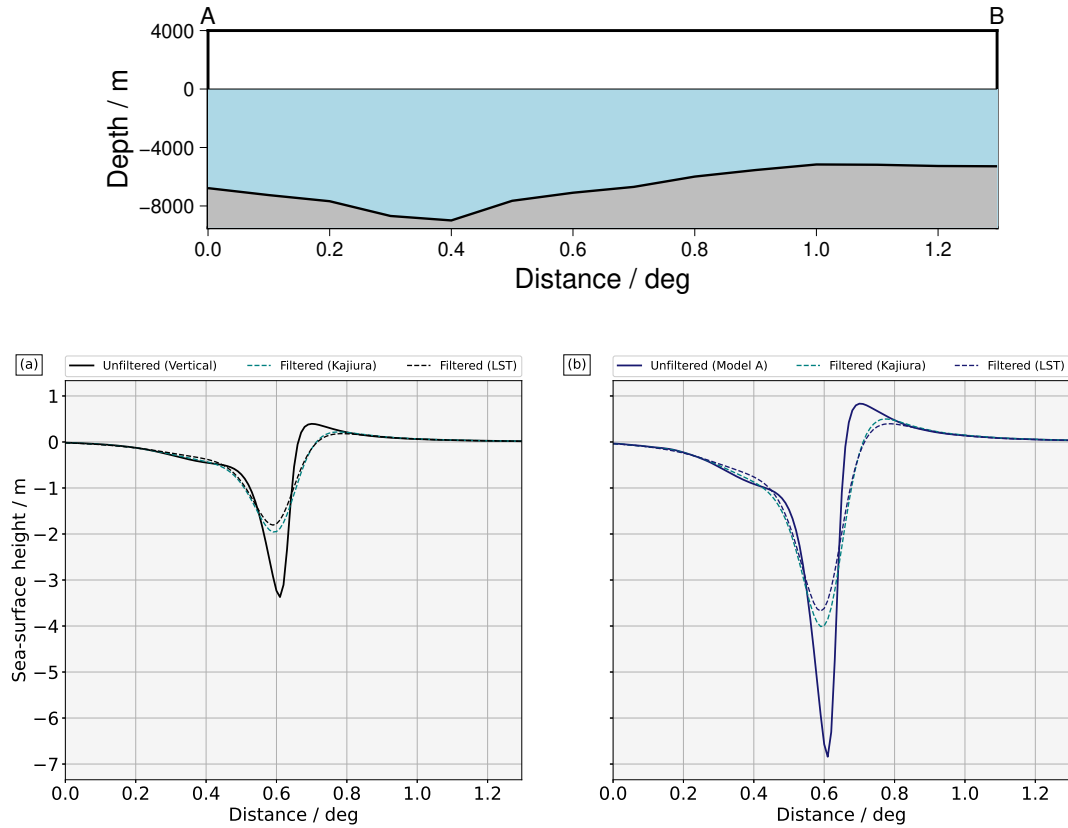 A B
4000
0
−4000
−8000
Depth / m
0.0 0.2 0.4 0.6 0.8 1.0 1.2
Distance / deg
(a) Unfiltered (Vertical) Filtered (Kajiura) Filtered (LST)
1
0
−1
−2
−3
−4
−5
−6
−7
Sea-surface height / m
0.0 0.2 0.4 0.6 0.8 1.0 1.2
Distance / deg
(b) Unfiltered (Model A) Filtered (Kajiura) Filtered (LST)
0.0 0.2 0.4 0.6 0.8 1.0 1.2
Distance / deg